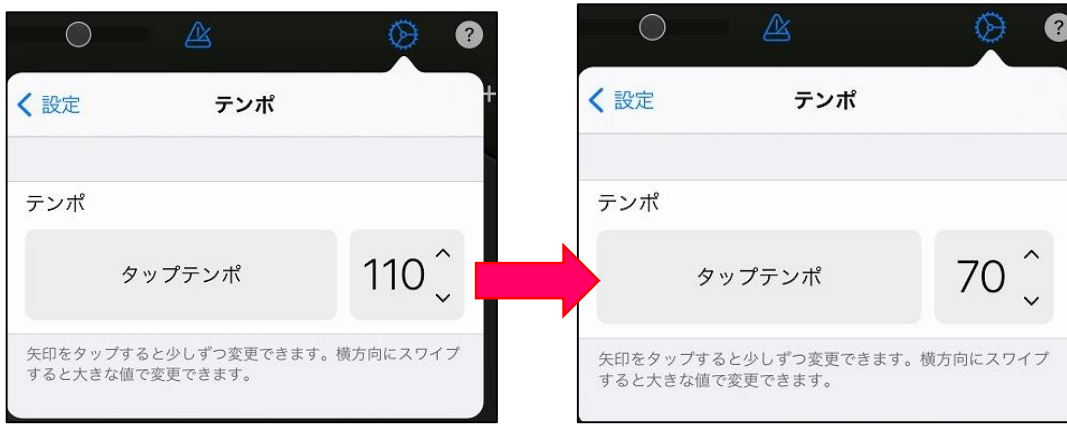 ?
設定
テンポ
テンポ
タップテンポ
110
矢印をタップすると少しずつ変更できます。横方向にスワイプ
すると大きな値で変更できます。
?
設定
テンポ
テンポ
タップテンポ
70
矢印をタップすると少しずつ変更できます。横方向にスワイプ
すると大きな値で変更できます。